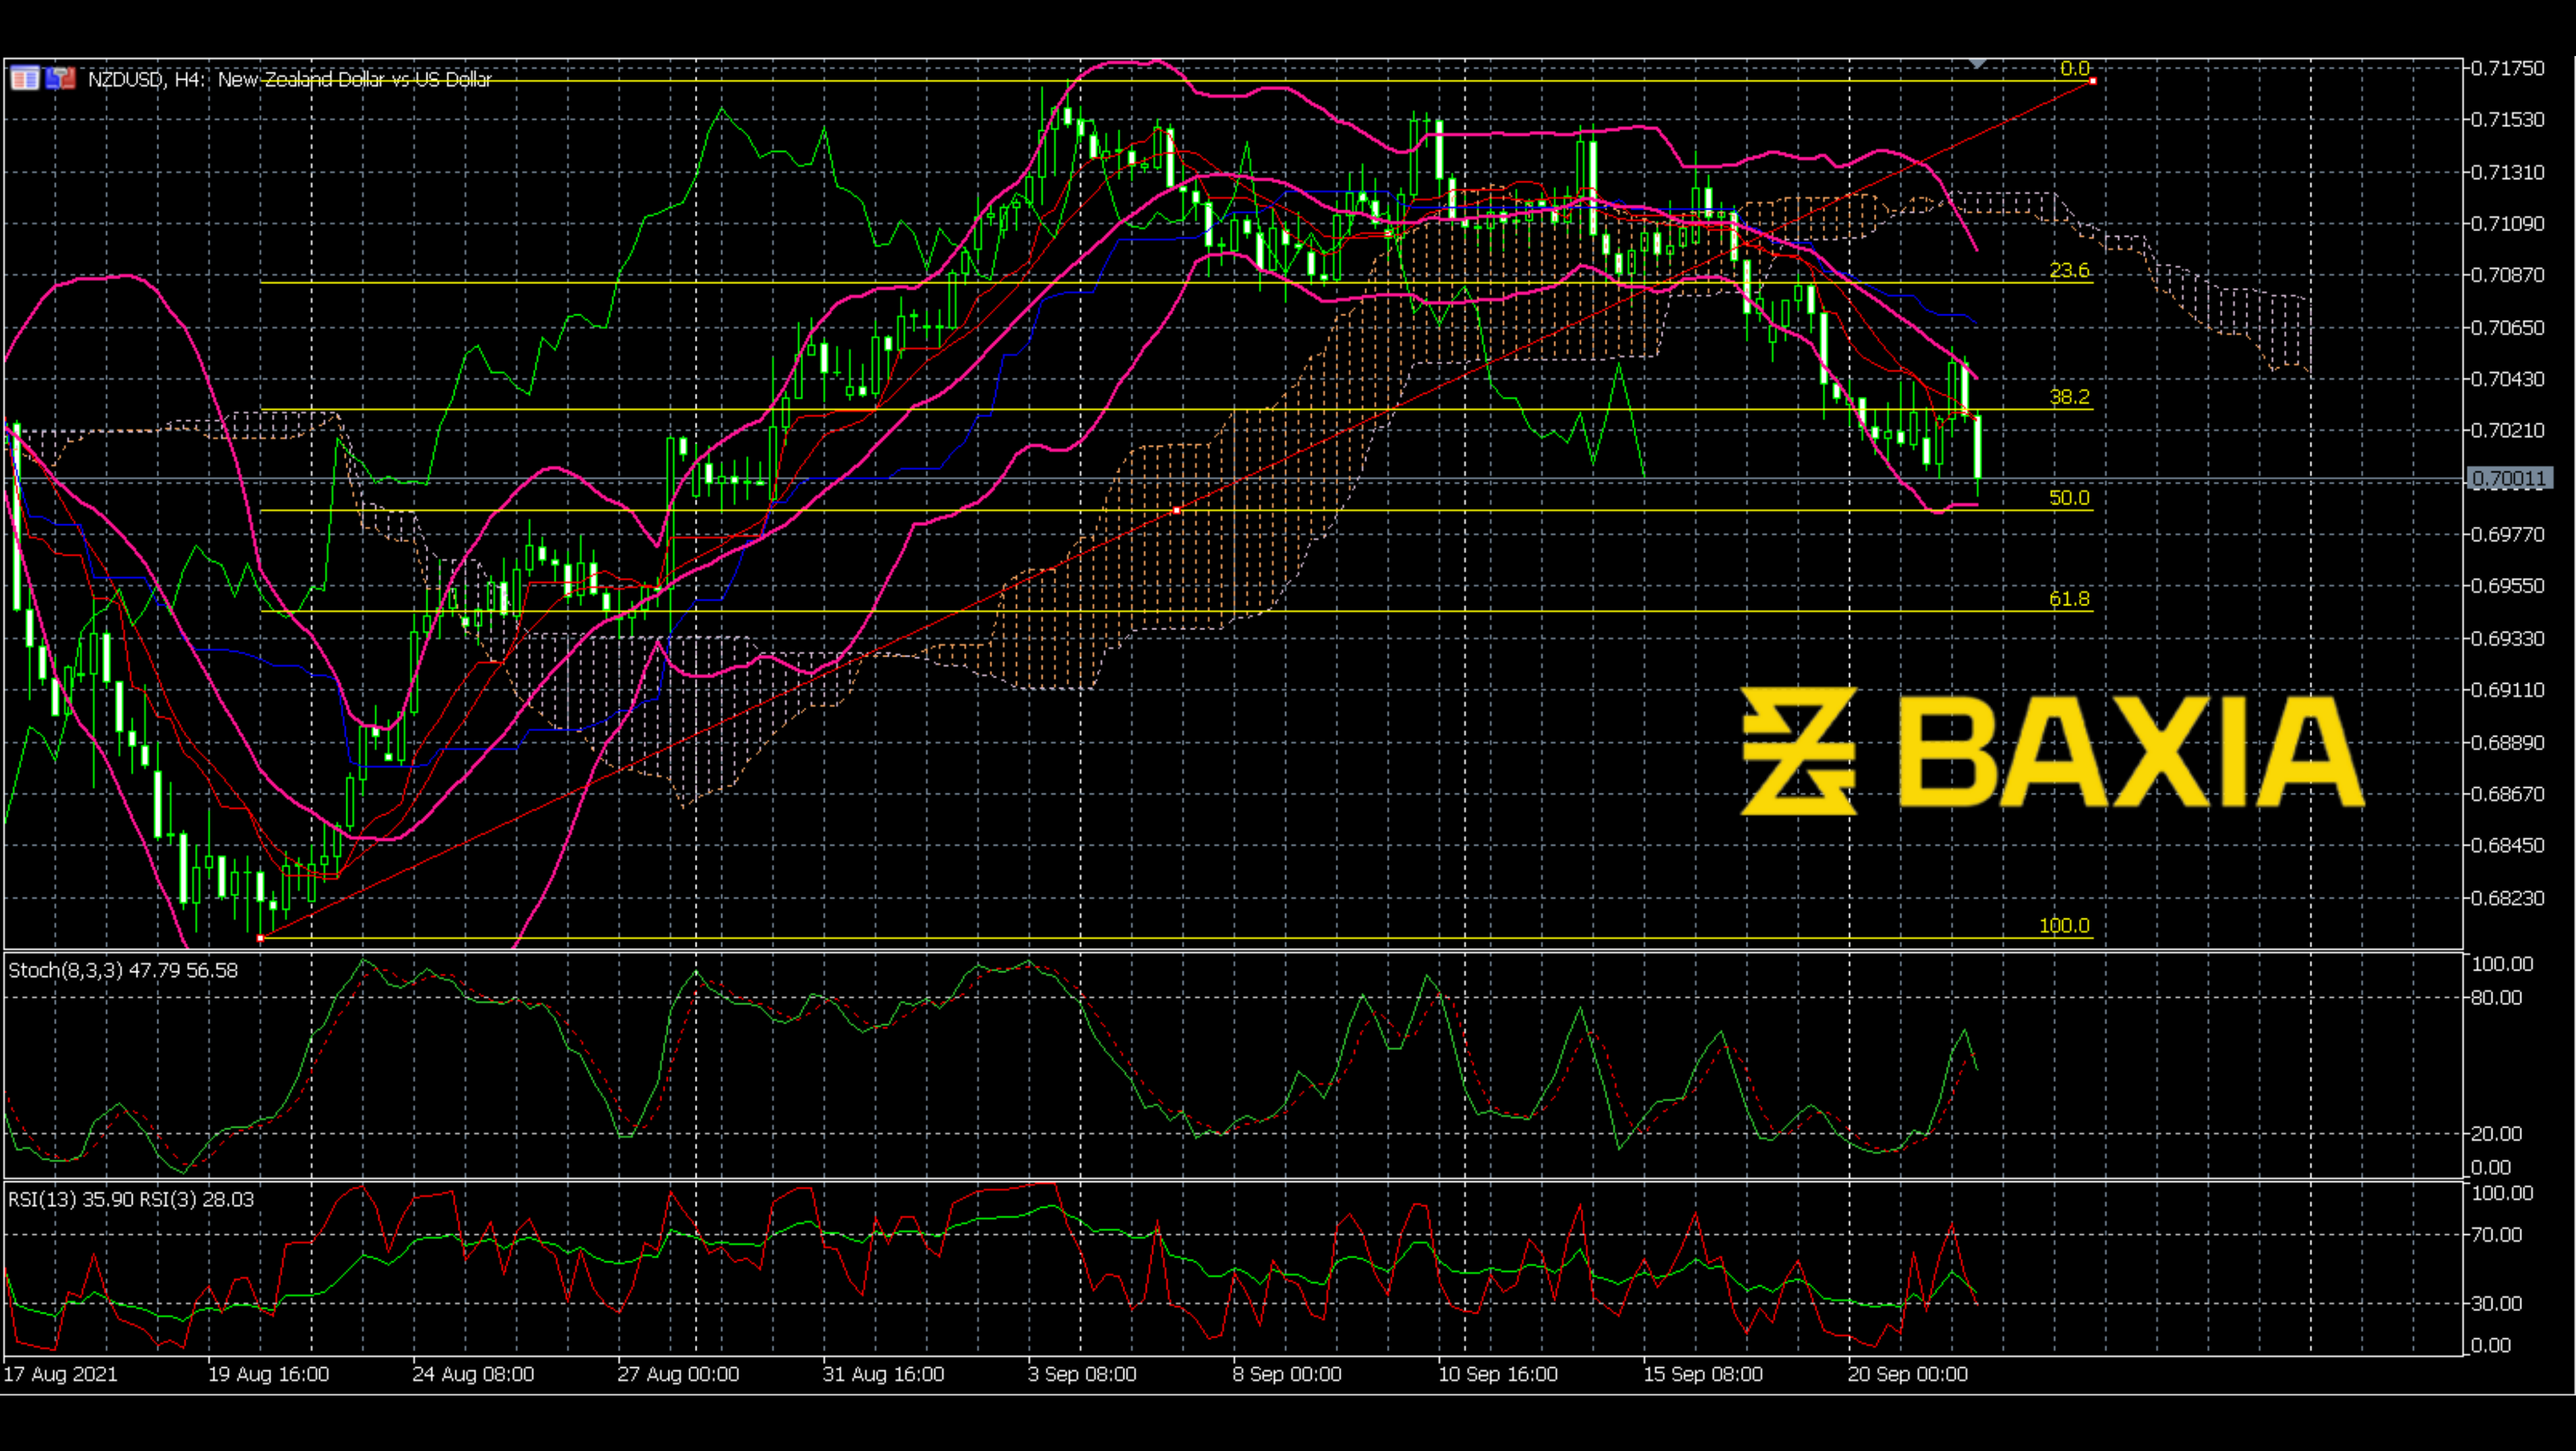 NZDUSD, H4: New Zealand Dollar vs US Dollar
0.0
23.6
38.2
50.0
61.8
100.0
0.71750
0.71530
0.71310
0.71090
0.70870
0.70650
0.70430
0.70210
0.70011
0.69770
0.69550
0.69330
0.69110
0.68890
0.68670
0.68450
0.68230
BAXIA
Stoch(8,3,3) 47.79 56.58
100.00
80.00
20.00
0.00
RSI(13) 35.90 RSI(3) 28.03
100.00
70.00
30.00
0.00
17 Aug 2021
19 Aug 16:00
24 Aug 08:00
27 Aug 00:00
31 Aug 16:00
3 Sep 08:00
8 Sep 00:00
10 Sep 16:00
15 Sep 08:00
20 Sep 00:00